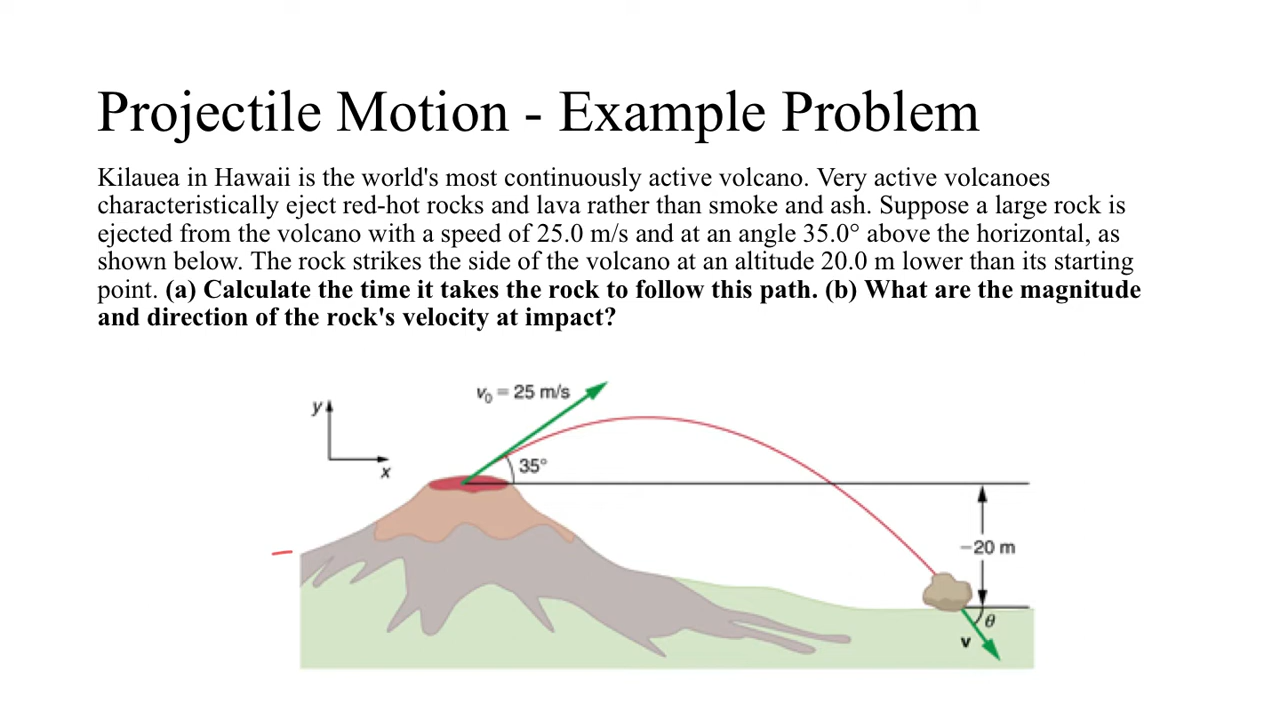 Projectile Motion - Example Problem
Kilauea in Hawaii is the world's most continuously active volcano. Very active volcanoes
characteristically eject red-hot rocks and lava rather than smoke and ash. Suppose a large rock is
ejected from the volcano with a speed of 25.0 m/s and at an angle 35.0° above the horizontal, as
shown below. The rock strikes the side of the volcano at an altitude 20.0 m lower than its starting
point. (a) Calculate the time it takes the rock to follow this path. (b) What are the magnitude
and direction of the rock's velocity at impact?
v₀ = 25 m/s
y
x
35°
−20 m
θ
v